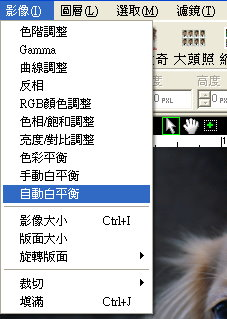 影像(I) 圖層(L) 選取(M) 濾鏡(T)
色階調整
Gamma
曲線調整
反相
RGB顏色調整
色相/飽和調整
亮度/對比調整
色彩平衡
手動白平衡
自動白平衡
影像大小 Ctrl+I
版面大小
旋轉版面
裁切
填滿 Ctrl+J
奇 大頭照
寬度 高度
0 PXL 0 PXL